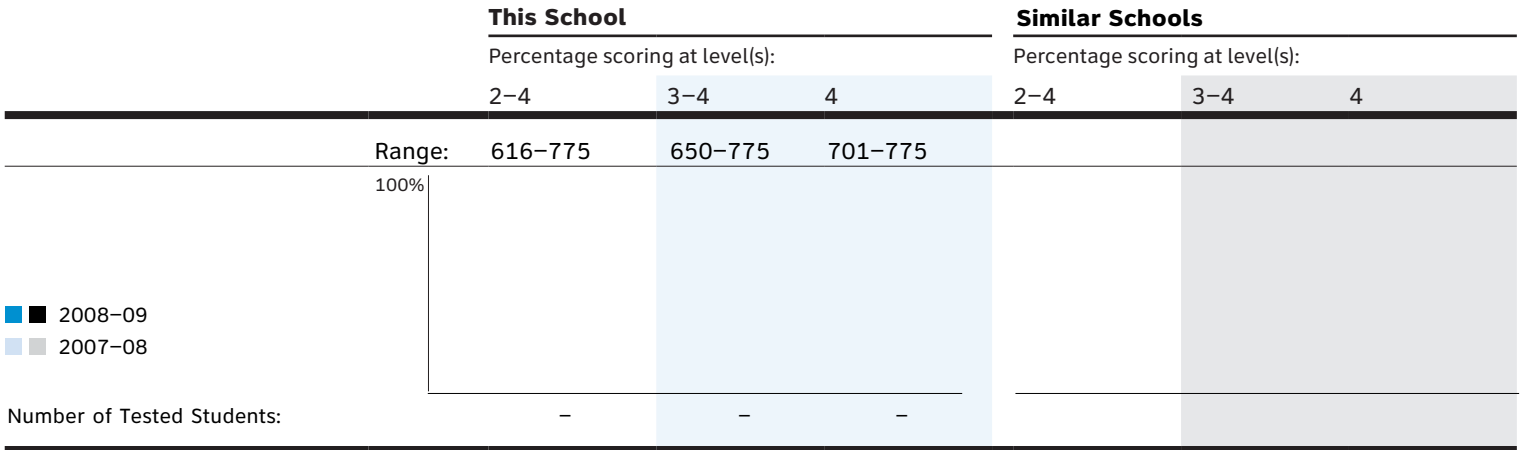 This School Similar Schools
Percentage scoring at level(s): Percentage scoring at level(s):
2–4 3–4 4 2–4 3–4 4
Range: 616–775 650–775 701–775
100%
2008–09
2007–08
Number of Tested Students: – – –